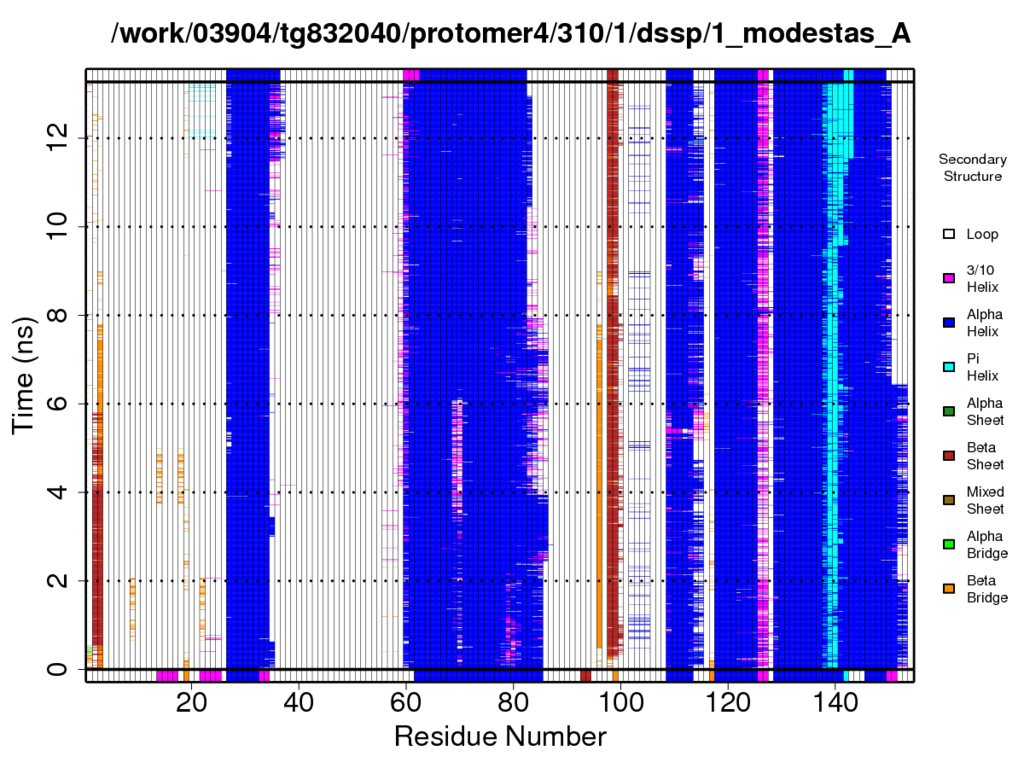 /work/03904/tg832040/protomer4/310/1/dssp/1_modestas_A
Time (ns)
12
10
8
6
4
2
0
20 40 60 80 100 120 140
Residue Number
Secondary
Structure
Loop
3/10
Helix
Alpha
Helix
Pi
Helix
Alpha
Sheet
Beta
Sheet
Mixed
Sheet
Alpha
Bridge
Beta
Bridge